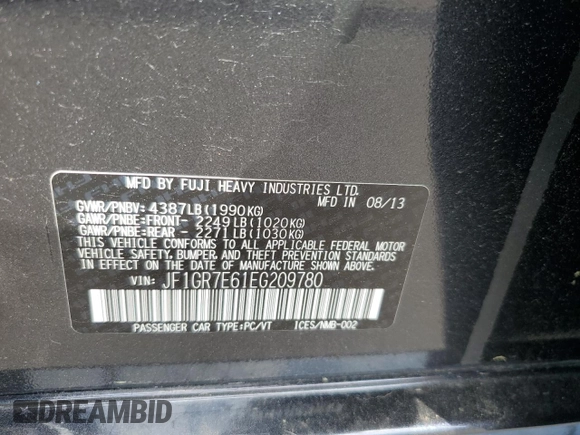 MFD BY FUJI HEAVY INDUSTRIES LTD.
MFD IN 08/13
GVWR/PNBV: 4387LB(1990KG)
GAWR/PNBE:FRONT- 2249LB(1020KG)
GAWR/PNBE:REAR - 2271LB(1030KG)
THIS VEHICLE CONFORMS TO ALL APPLICABLE FEDERAL MOTOR
VEHICLE SAFETY, BUMPER, AND THEFT PREVENTION STANDARDS
IN EFFECT ON THE DATE OF MANUFACTURE SHOWN ABOVE.
VIN: JF1GR7E61EG209780
PASSENGER CAR TYPE:PC/VT ICES/NMB-002
DREAMBID